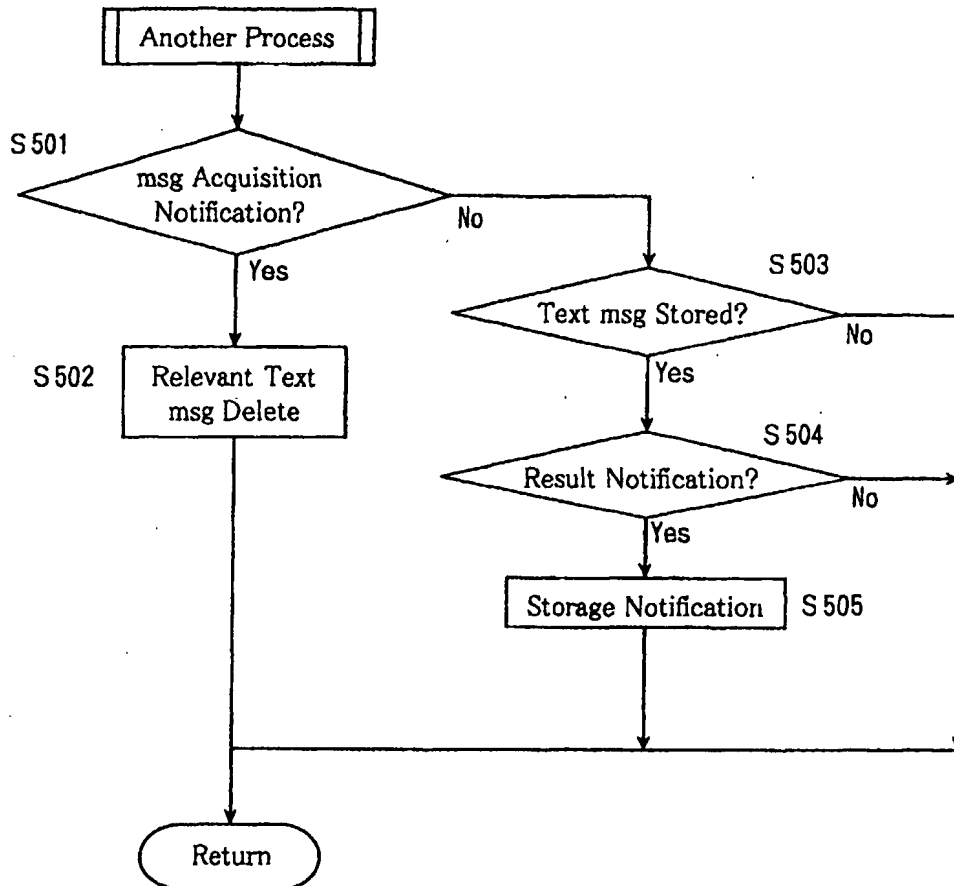 Another Process
S501
msg Acquisition
Notification?
No
Yes
S503
Text msg Stored?
No
Yes
S502
Relevant Text
msg Delete
S504
Result Notification?
No
Yes
Storage Notification
S505
Return